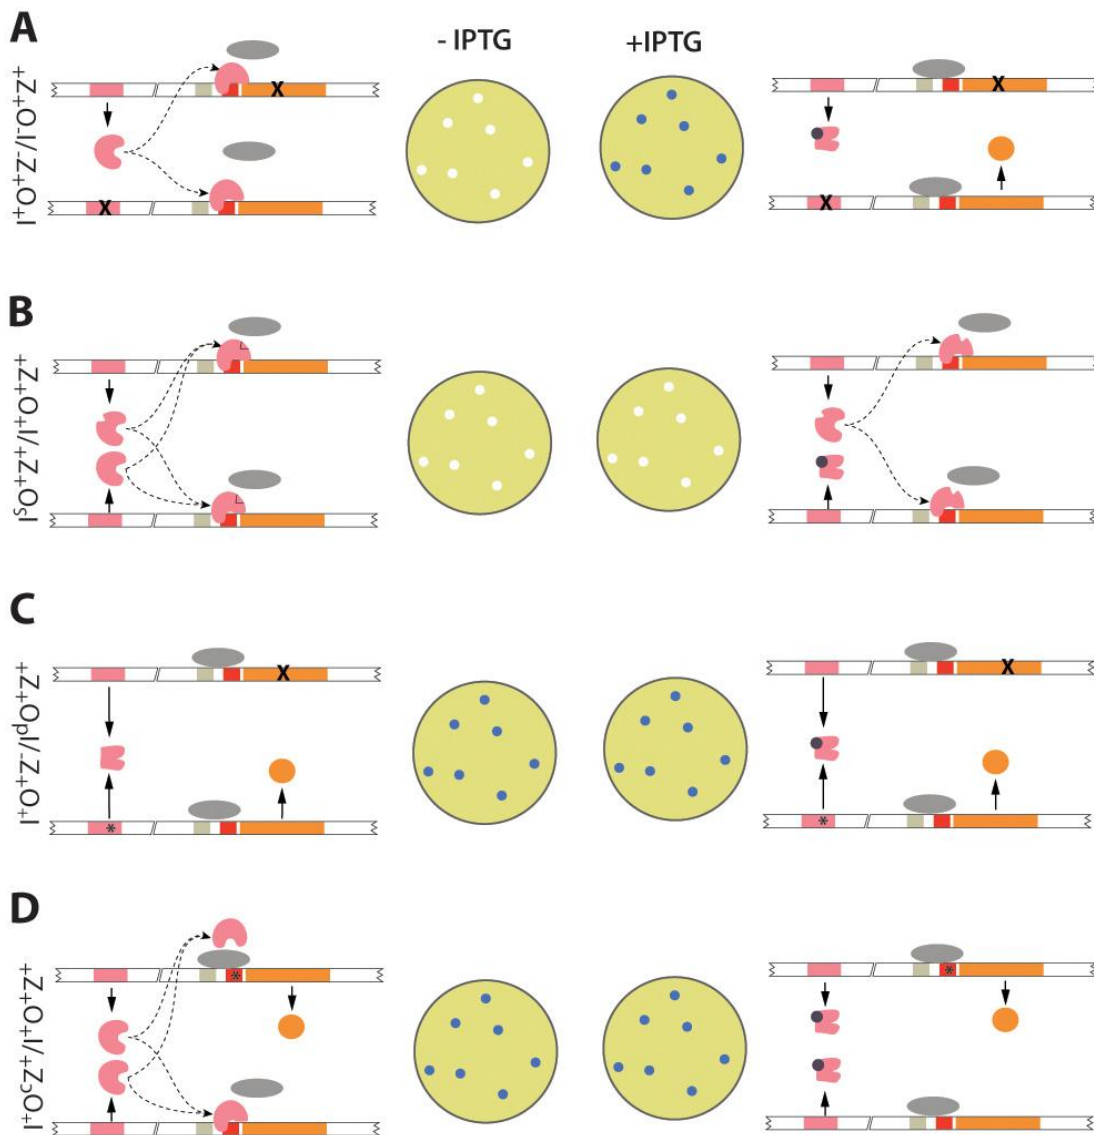 A
I⁺O⁺Z⁻/I⁻O⁺Z⁺
- IPTG
+IPTG
X
X
X
X
B
IˢO⁺Z⁺/I⁺O⁺Z⁺
C
I⁺O⁺Z⁻/IᵈO⁺Z⁺
X
X
*
*
D
I⁺OᶜZ⁺/I⁺O⁺Z⁺
*
*